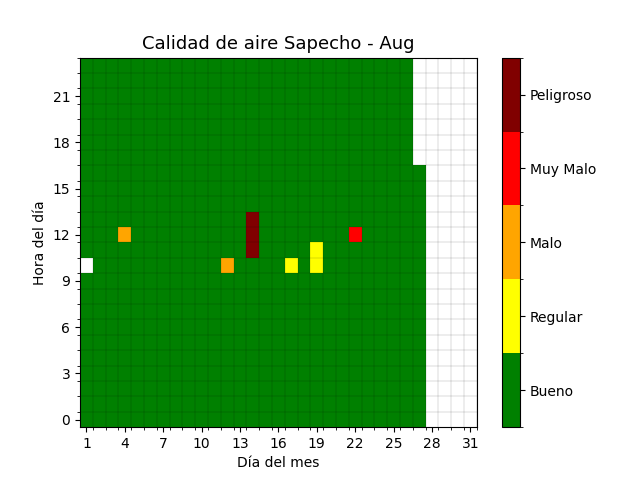 Calidad de aire Sapecho - Aug
21
18
15
12
9
6
3
0
Hora del día
1 4 7 10 13 16 19 22 25 28 31
Día del mes
Peligroso
Muy Malo
Malo
Regular
Bueno